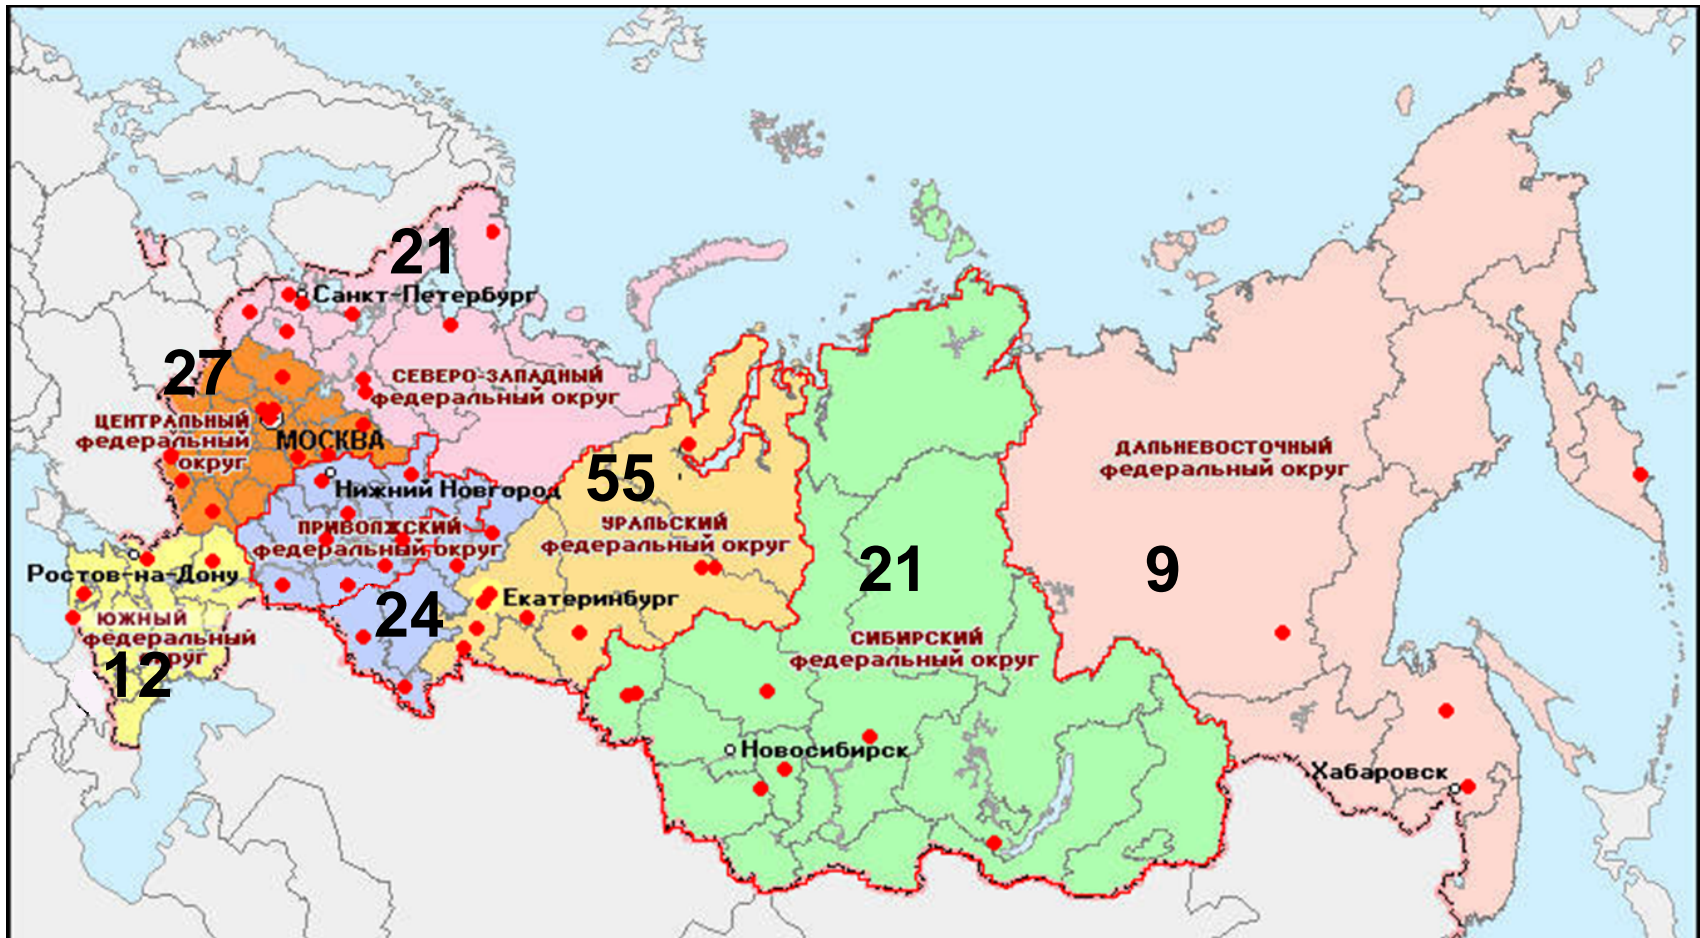 21
Санкт-Петербург
27
СЕВЕРО-ЗАПАДНЫЙ
федеральный округ
ЦЕНТРАЛЬНЫЙ
федеральный
округ
МОСКВА
55
Нижний Новгород
ПРИВОЛЖСКИЙ
федеральный округ
УРАЛЬСКИЙ
федеральный округ
ДАЛЬНЕВОСТОЧНЫЙ
федеральный округ
21
9
Ростов-на-Дону
Екатеринбург
24
ЮЖНЫЙ
федеральный
округ
12
СИБИРСКИЙ
федеральный округ
Новосибирск
Хабаровск